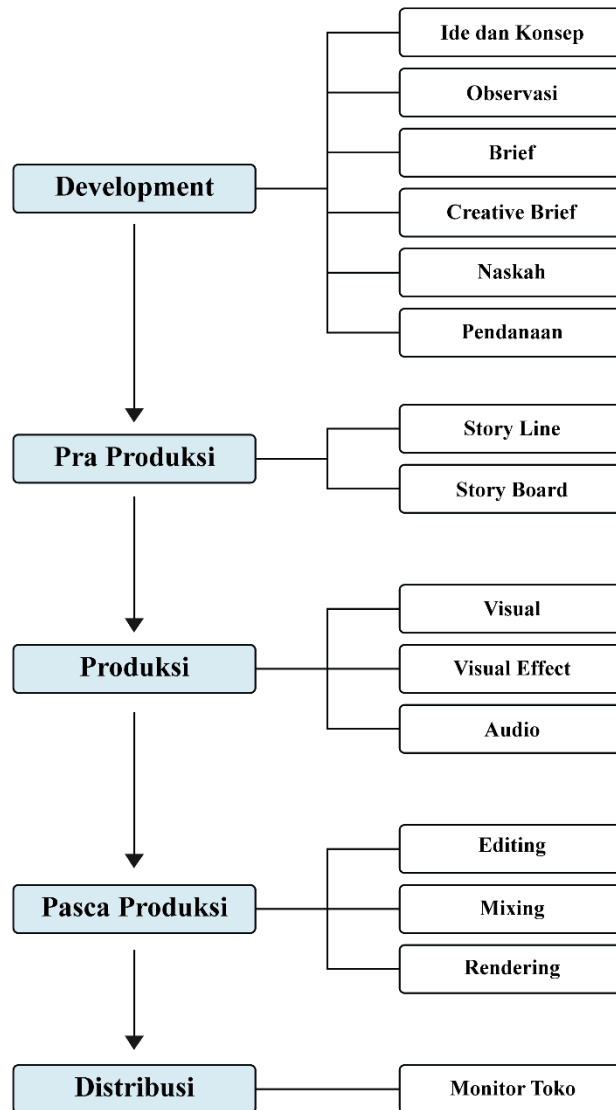 Development
Ide dan Konsep
Observasi
Brief
Creative Brief
Naskah
Pendanaan
Pra Produksi
Story Line
Story Board
Produksi
Visual
Visual Effect
Audio
Pasca Produksi
Editing
Mixing
Rendering
Distribusi
Monitor Toko